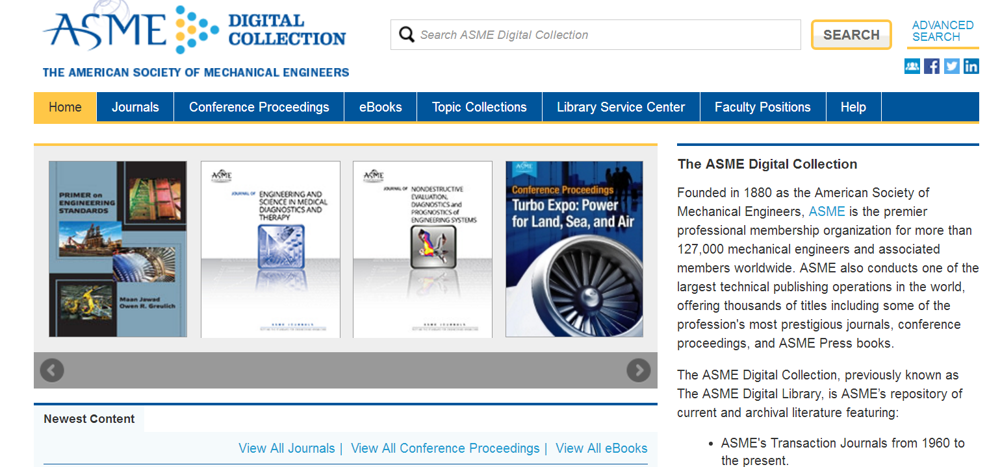 ASME DIGITAL COLLECTION
THE AMERICAN SOCIETY OF MECHANICAL ENGINEERS
Search ASME Digital Collection
SEARCH
ADVANCED
SEARCH
Home
Journals
Conference Proceedings
eBooks
Topic Collections
Library Service Center
Faculty Positions
Help
PRIMER on
ENGINEERING
STANDARDS
Maan Jawad
Owen R. Greulich
ASME
JOURNAL OF ENGINEERING AND
SCIENCE IN MEDICAL
DIAGNOSTICS AND
THERAPY
ASME JOURNALS
ASME
JOURNAL OF NONDESTRUCTIVE
EVALUATION,
DIAGNOSTICS and
PROGNOSTICS of
ENGINEERING SYSTEMS
ASME JOURNALS
ASME
Conference Proceedings
Turbo Expo: Power
for Land, Sea, and Air
Newest Content
View All Journals | View All Conference Proceedings | View All eBooks
The ASME Digital Collection
Founded in 1880 as the American Society of
Mechanical Engineers, ASME is the premier
professional membership organization for more than
127,000 mechanical engineers and associated
members worldwide. ASME also conducts one of the
largest technical publishing operations in the world,
offering thousands of titles including some of the
profession's most prestigious journals, conference
proceedings, and ASME Press books.
The ASME Digital Collection, previously known as
The ASME Digital Library, is ASME’s repository of
current and archival literature featuring:
• ASME's Transaction Journals from 1960 to
the present.